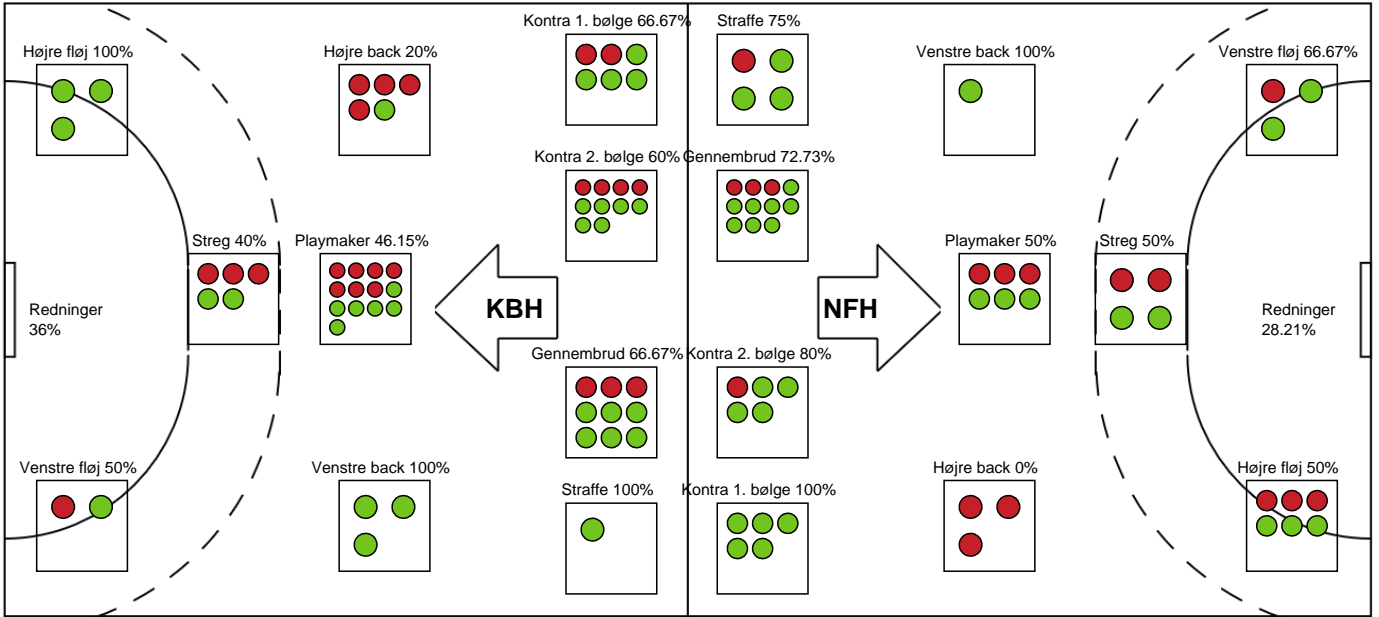 Kontra 1. bølge 66.67%
Straffe 75%
Højre fløj 100%
Højre back 20%
Venstre back 100%
Venstre fløj 66.67%
Kontra 2. bølge 60%
Gennembrud 72.73%
Streg 40%
Playmaker 46.15%
Playmaker 50%
Streg 50%
Redninger
36%
KBH
NFH
Redninger
28.21%
Gennembrud 66.67%
Kontra 2. bølge 80%
Venstre fløj 50%
Venstre back 100%
Straffe 100%
Kontra 1. bølge 100%
Højre back 0%
Højre fløj 50%